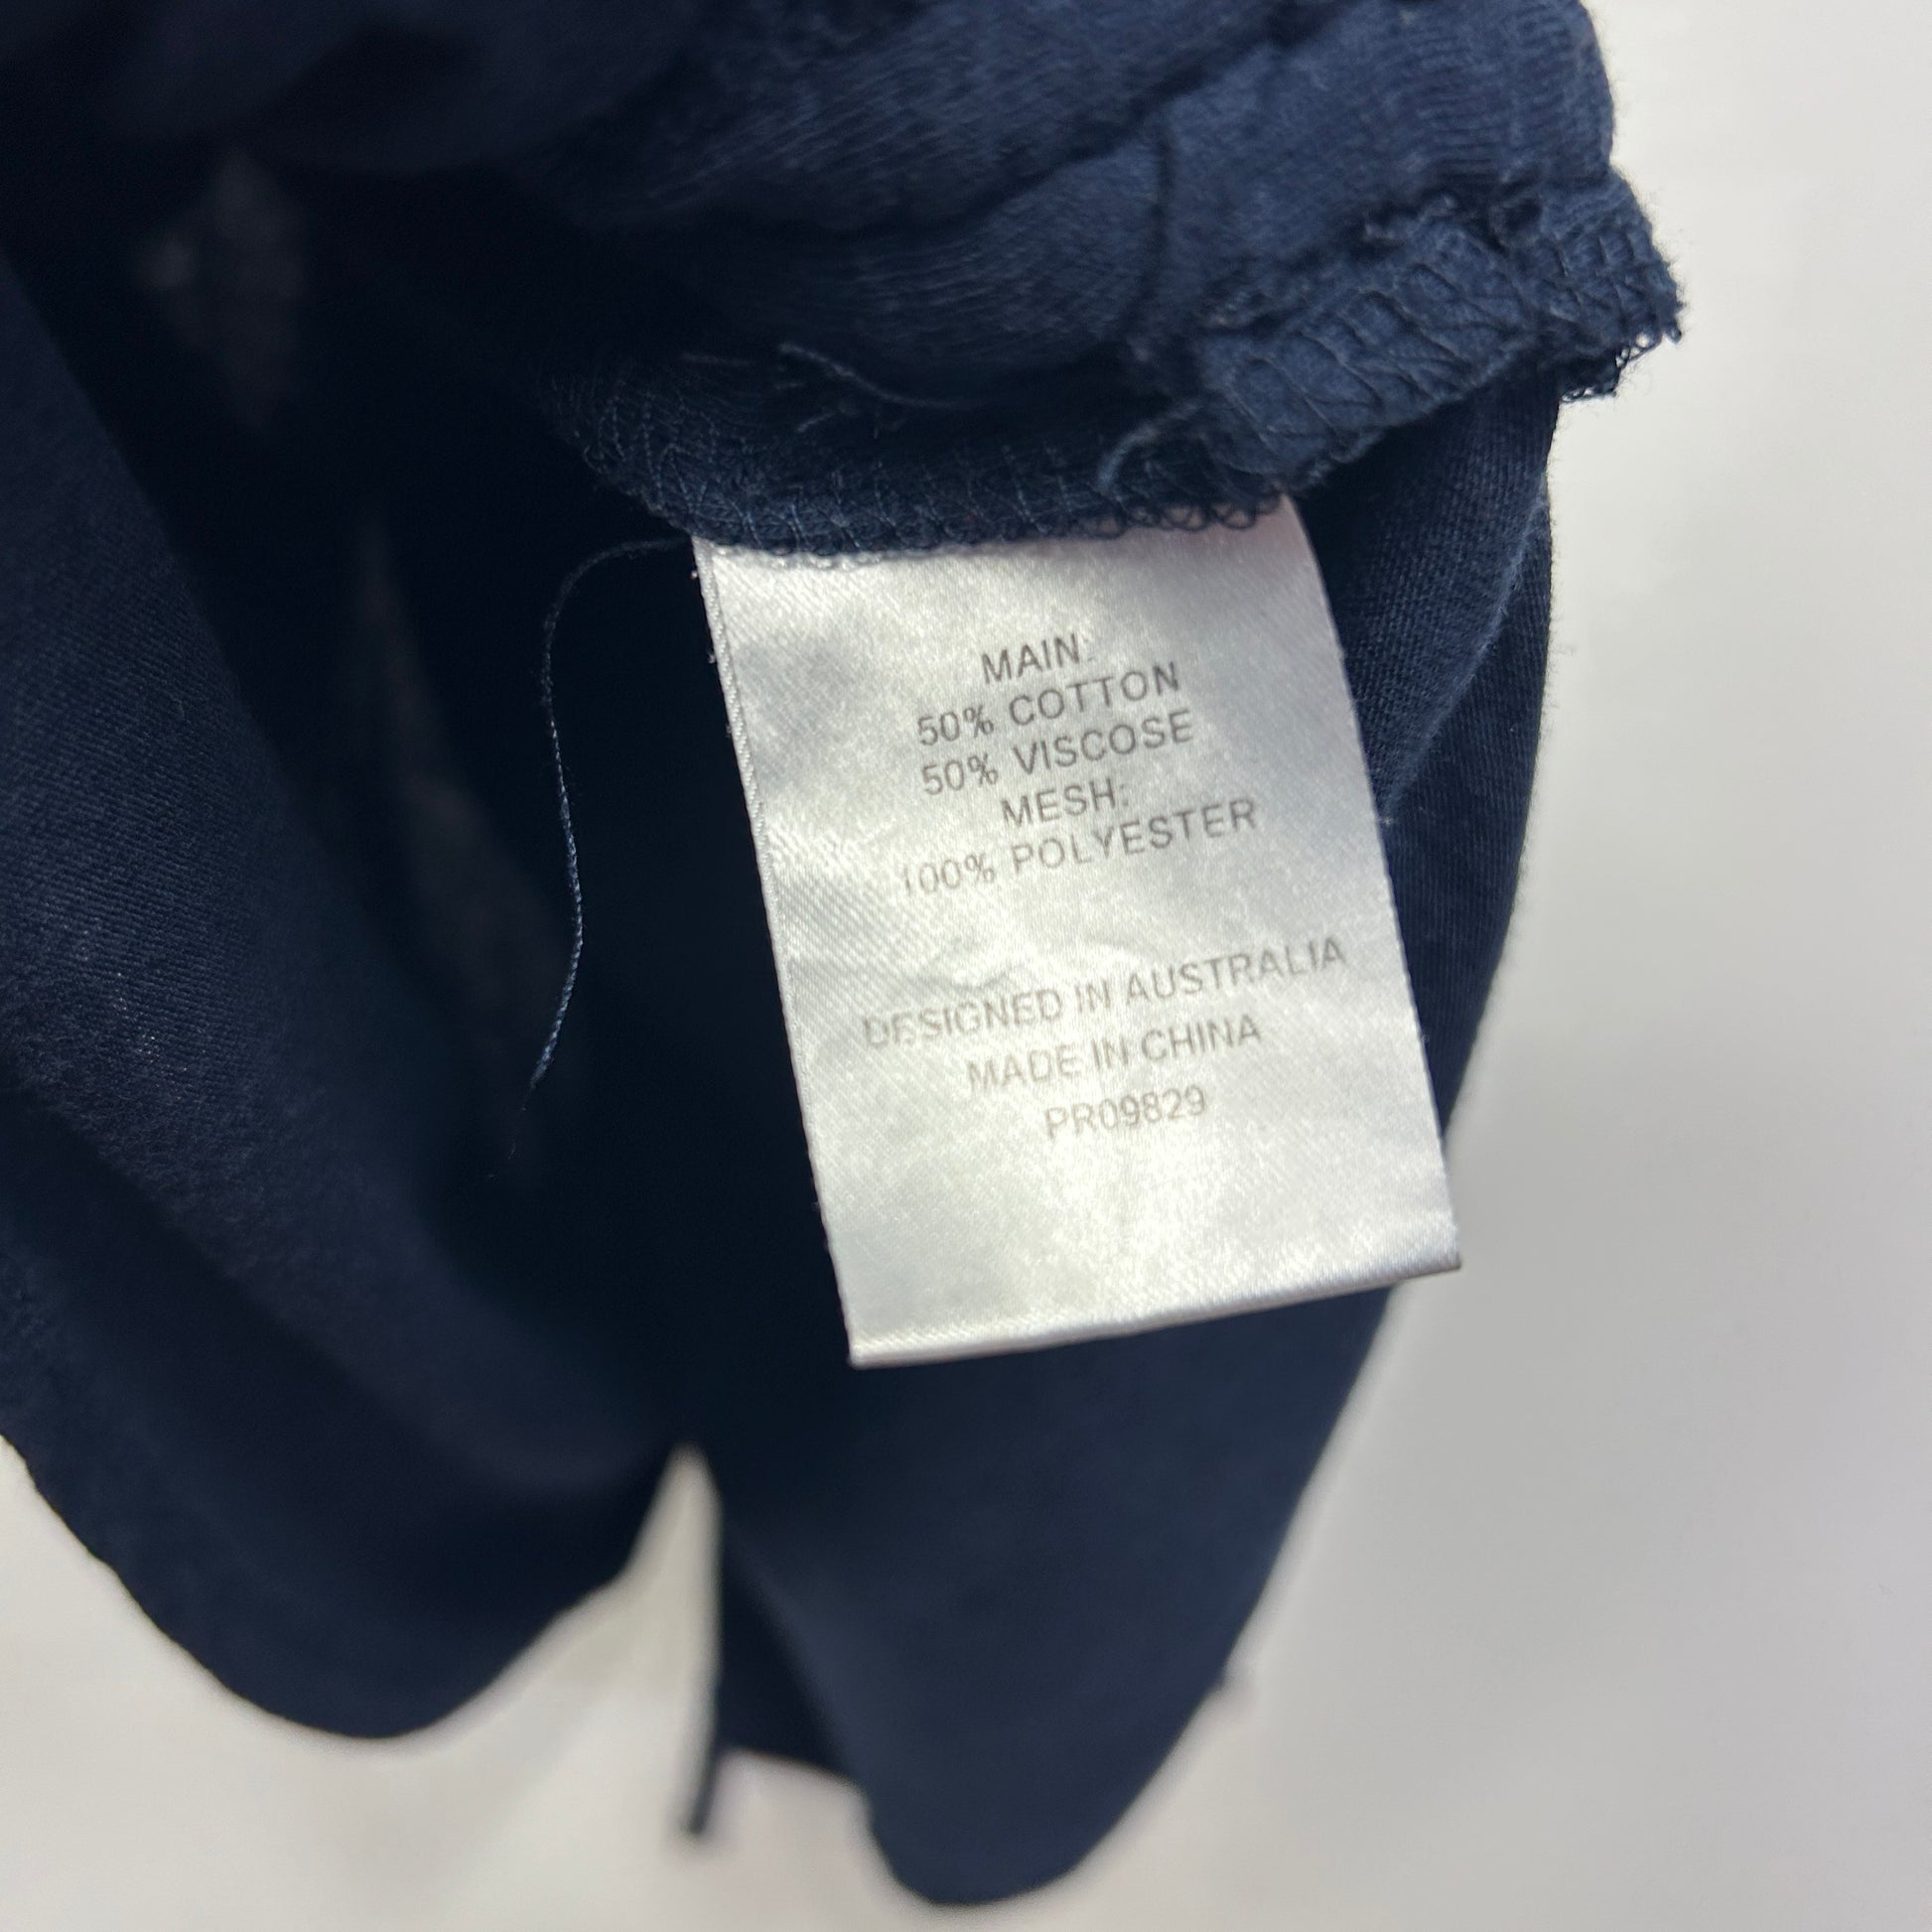 MAIN:
50% COTTON
50% VISCOSE
MESH:
100% POLYESTER
DESIGNED IN AUSTRALIA
MADE IN CHINA
PR09829